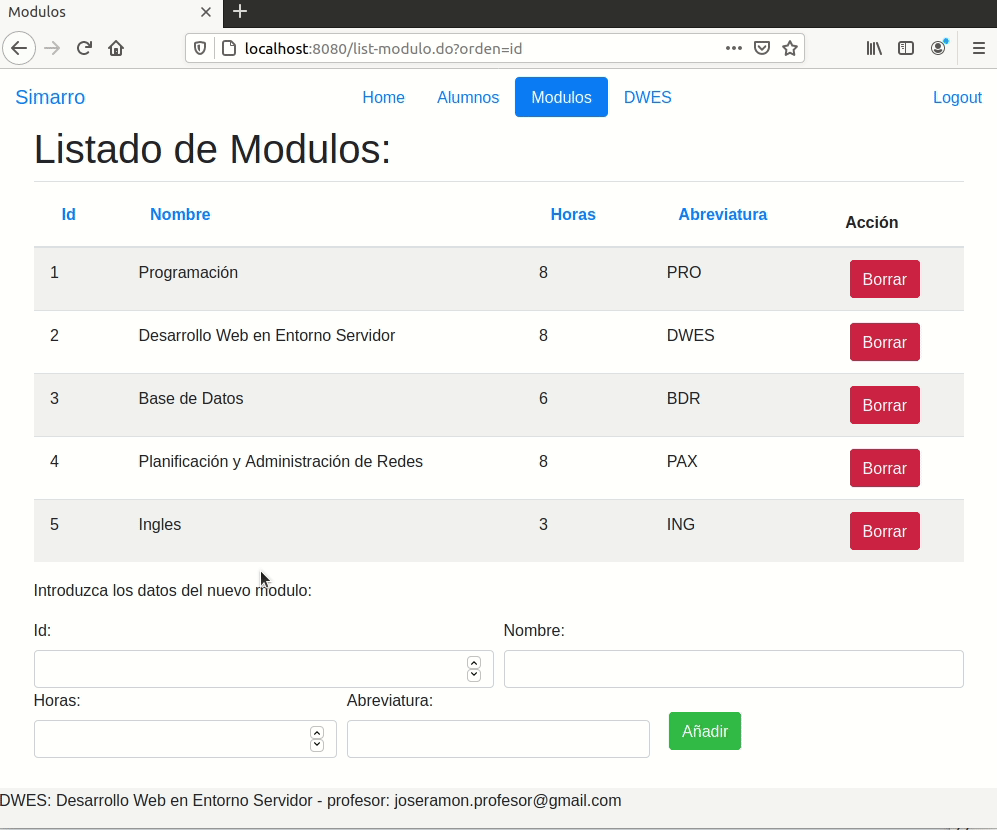 Modulos
localhost:8080/list-modulo.do?orden=id
Simarro Home Alumnos Modulos DWES Logout
Listado de Modulos:
Id Nombre Horas Abreviatura Acción
1 Programación 8 PRO Borrar
2 Desarrollo Web en Entorno Servidor 8 DWES Borrar
3 Base de Datos 6 BDR Borrar
4 Planificación y Administración de Redes 8 PAX Borrar
5 Ingles 3 ING Borrar
Introduzca los datos del nuevo modulo:
Id: Nombre:
Horas: Abreviatura:
Añadir
DWES: Desarrollo Web en Entorno Servidor - profesor: joseramon.profesor@gmail.com